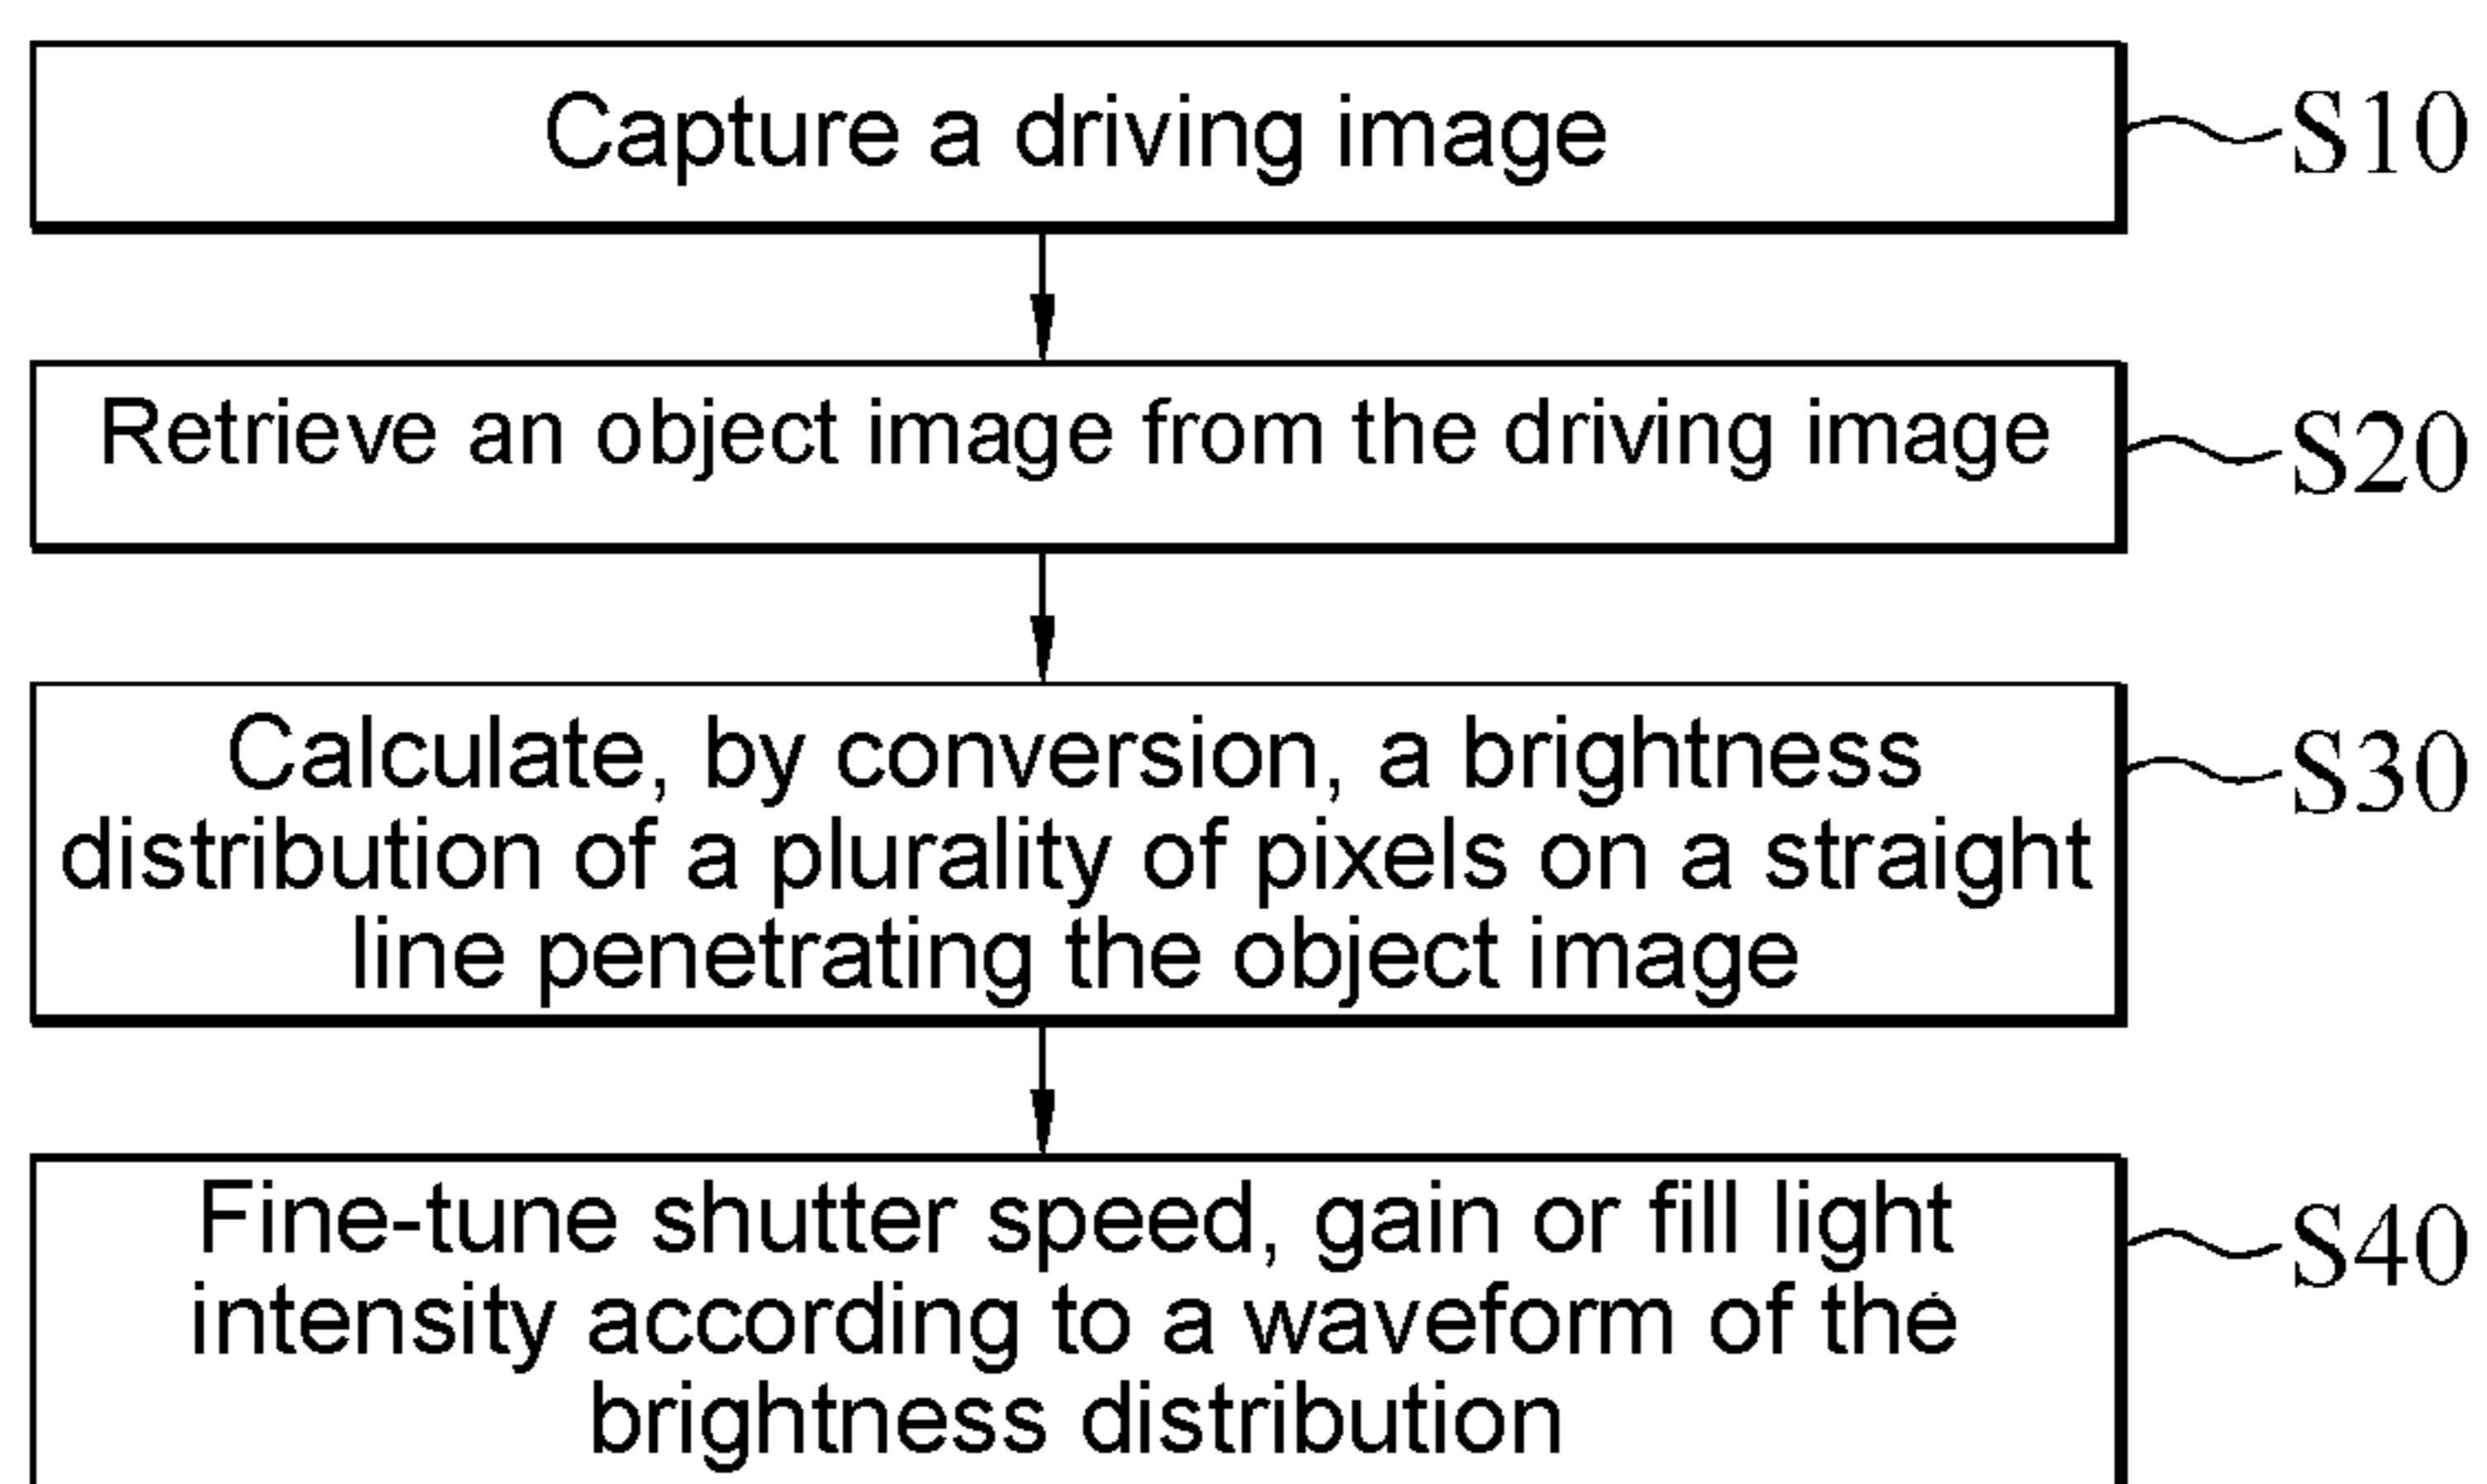 Capture a driving image
S10
Retrieve an object image from the driving image
S20
Calculate, by conversion, a brightness
distribution of a plurality of pixels on a straight
line penetrating the object image
S30
Fine-tune shutter speed, gain or fill light
intensity according to a waveform of the
brightness distribution
S40